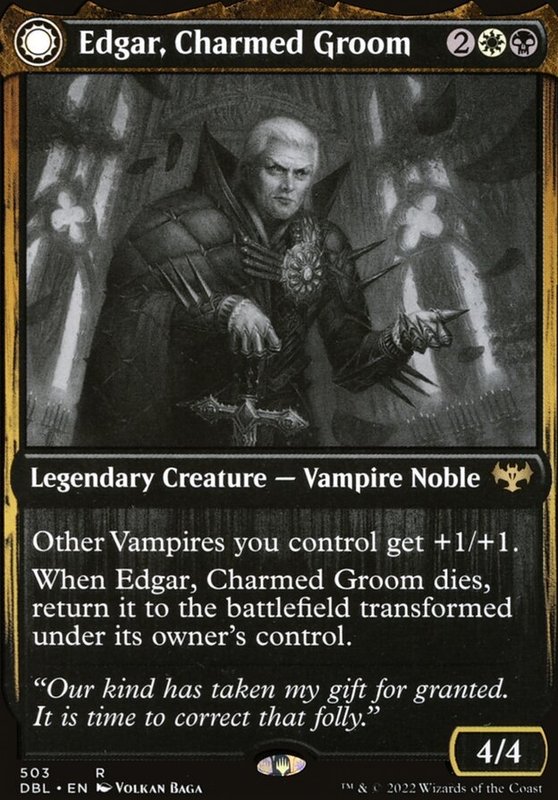 Edgar, Charmed Groom 2
Legendary Creature — Vampire Noble
Other Vampires you control get +1/+1.
When Edgar, Charmed Groom dies,
return it to the battlefield transformed
under its owner's control.
"Our kind has taken my gift for granted.
It is time to correct that folly."
4/4
503 R
DBL • EN Volkan Baga ™ & © 2022 Wizards of the Coast